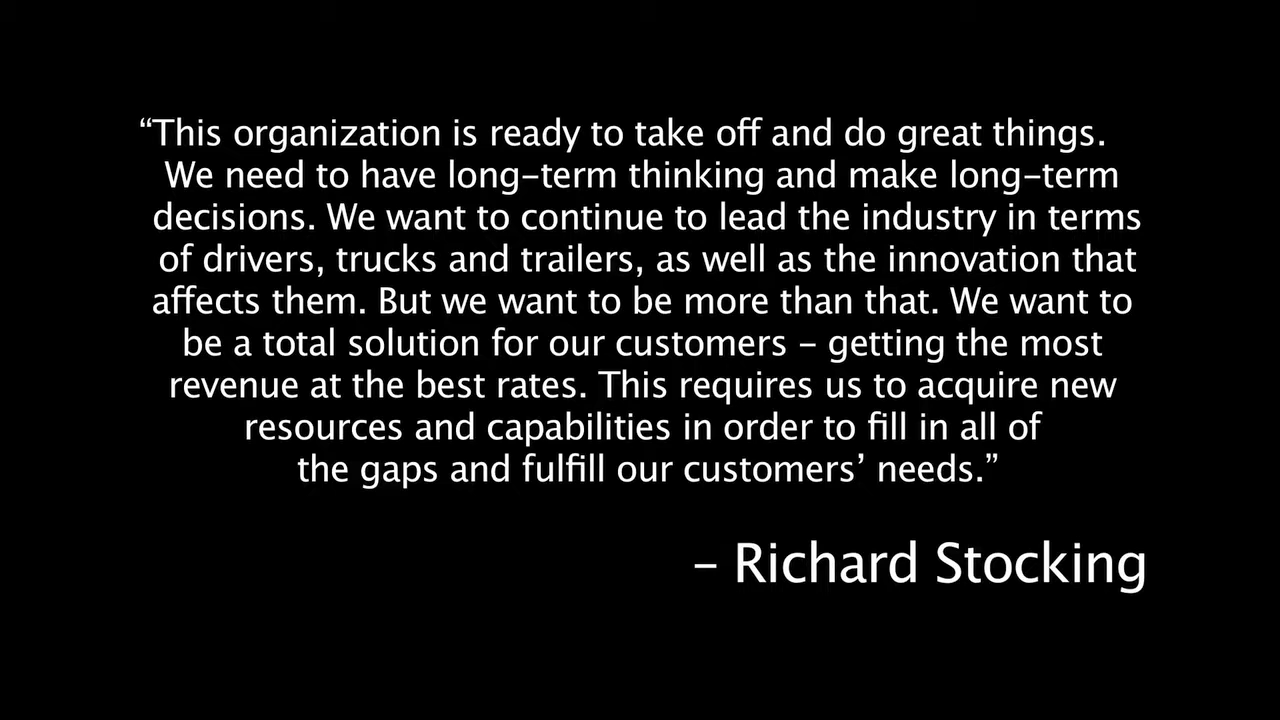 “This organization is ready to take off and do great things.
We need to have long–term thinking and make long–term
decisions. We want to continue to lead the industry in terms
of drivers, trucks and trailers, as well as the innovation that
affects them. But we want to be more than that. We want to
be a total solution for our customers – getting the most
revenue at the best rates. This requires us to acquire new
resources and capabilities in order to fill in all of
the gaps and fulfill our customers’ needs.”
– Richard Stocking